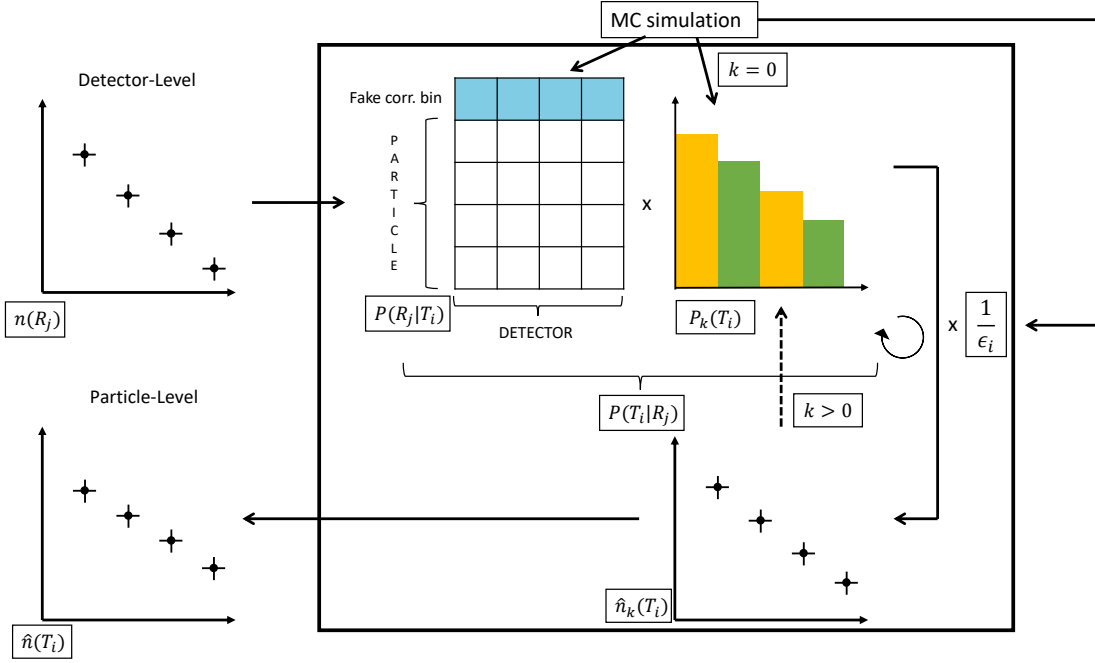 MC simulation
k = 0
Detector-Level
Fake corr. bin
P
A
R
T
I
C
L
E
x
n(R_j)
P(R_j|T_i)
DETECTOR
P_k(T_i)
x 1/ϵ_i
Particle-Level
P(T_i|R_j)
k > 0
n̂(T_i)
n̂_k(T_i)